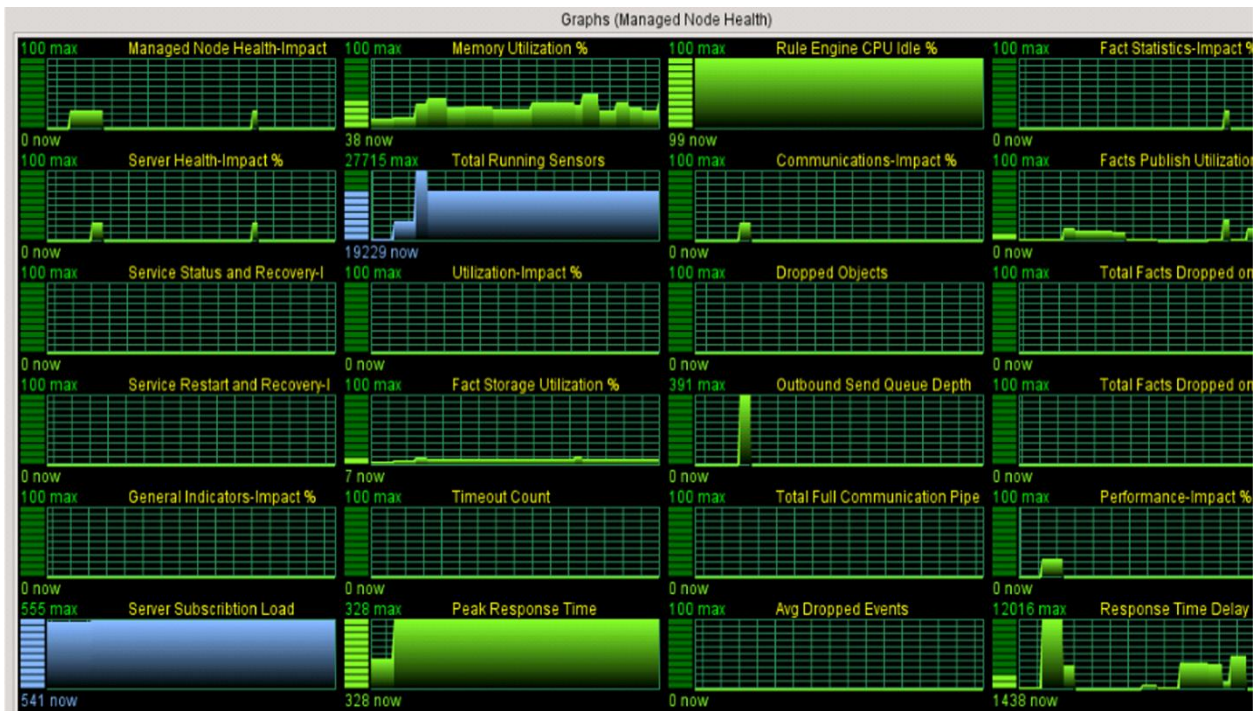 Graphs (Managed Node Health)
100 max Managed Node Health-Impact 100 max Memory Utilization % 100 max Rule Engine CPU Idle % 100 max Fact Statistics-Impact %
0 now 38 now 99 now 0 now
100 max Server Health-Impact % 27715 max Total Running Sensors 100 max Communications-Impact % 100 max Facts Publish Utilization
0 now 19229 now 0 now 0 now
100 max Service Status and Recovery-I 100 max Utilization-Impact % 100 max Dropped Objects 100 max Total Facts Dropped on
0 now 0 now 0 now 0 now
100 max Service Restart and Recovery-I 100 max Fact Storage Utilization % 391 max Outbound Send Queue Depth 100 max Total Facts Dropped on
0 now 7 now 0 now 0 now
100 max General Indicators-Impact % 100 max Timeout Count 100 max Total Full Communication Pipe 100 max Performance-Impact %
0 now 0 now 0 now 0 now
555 max Server Subscribtion Load 328 max Peak Response Time 100 max Avg Dropped Events 12016 max Response Time Delay
541 now 328 now 0 now 1438 now